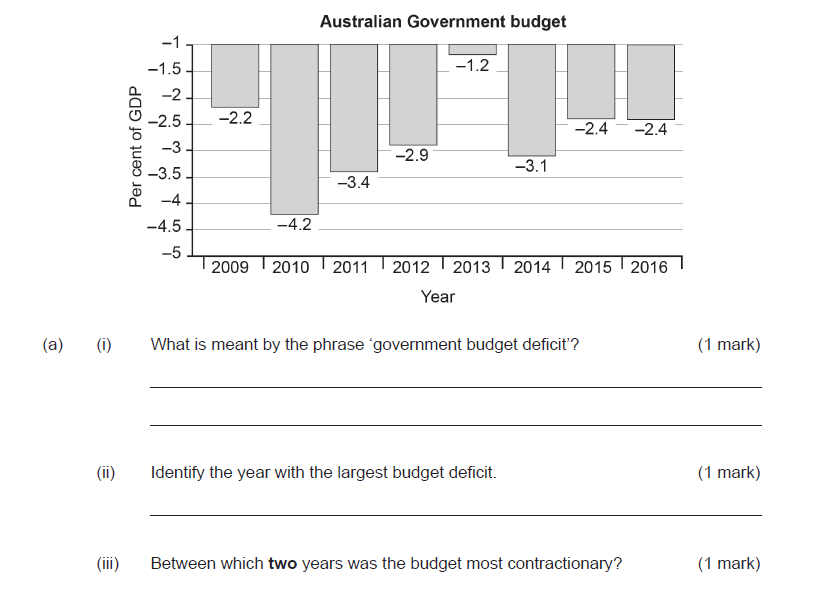 Australian Government budget
Per cent of GDP
–1
–1.5
–2
–2.5
–3
–3.5
–4
–4.5
–5
–2.2
–4.2
–3.4
–2.9
–1.2
–3.1
–2.4
–2.4
2009 2010 2011 2012 2013 2014 2015 2016
Year
(a) (i) What is meant by the phrase ‘government budget deficit’? (1 mark)
(ii) Identify the year with the largest budget deficit. (1 mark)
(iii) Between which two years was the budget most contractionary? (1 mark)